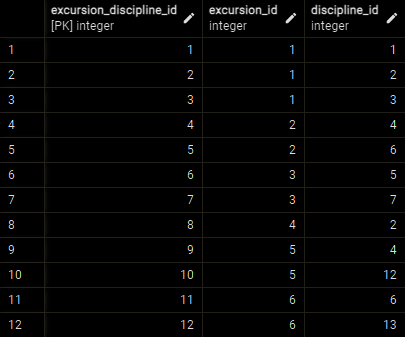 excursion_discipline_id excursion_id discipline_id
[PK] integer integer integer
1 1 1 1
2 2 1 2
3 3 1 3
4 4 2 4
5 5 2 6
6 6 3 5
7 7 3 7
8 8 4 2
9 9 5 4
10 10 5 12
11 11 6 6
12 12 6 13